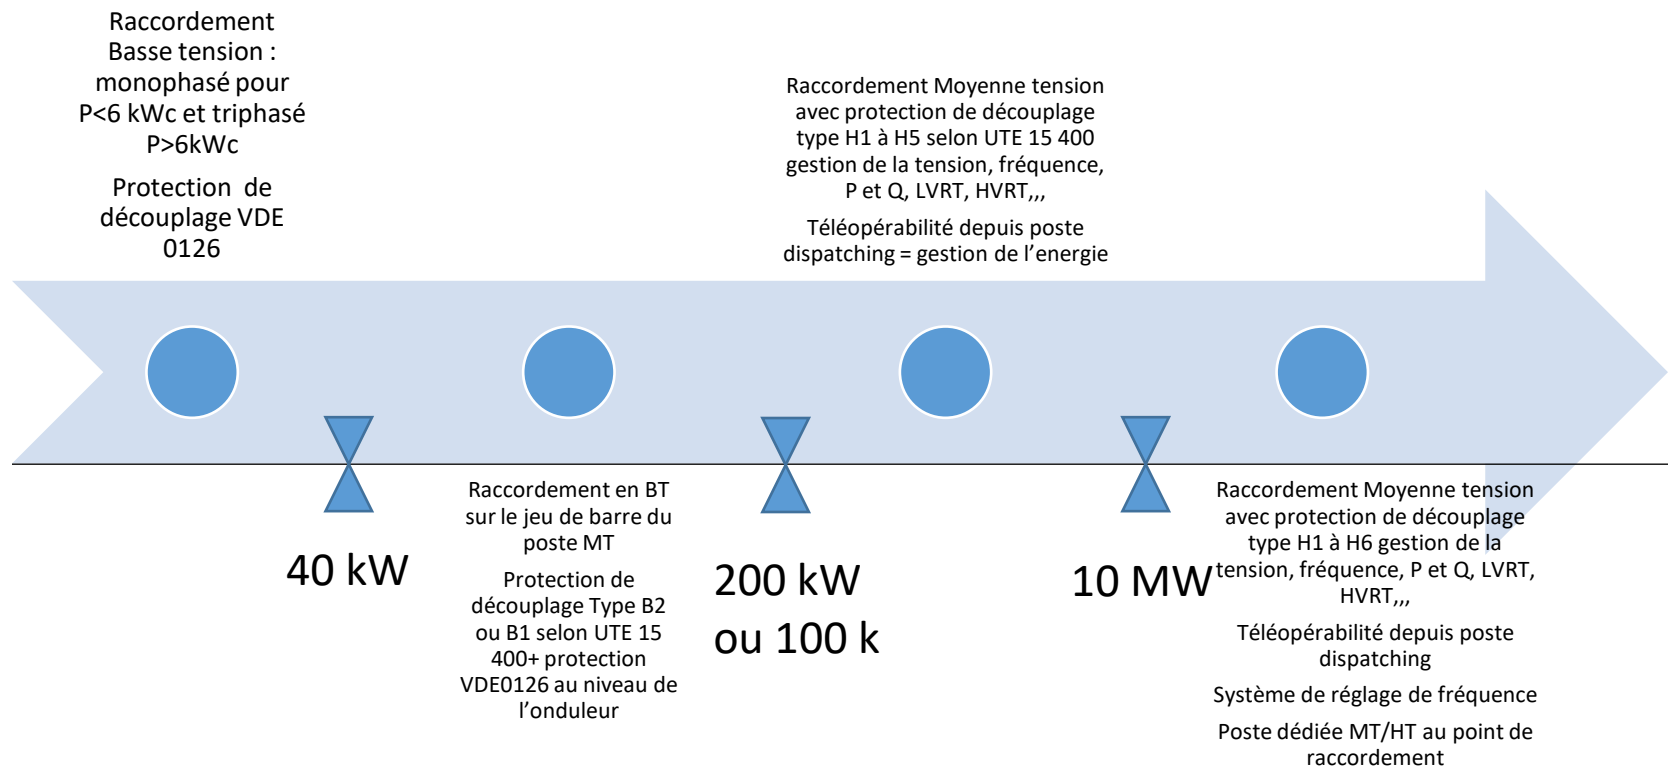 Raccordement
Basse tension :
monophasé pour
P<6 kWc et triphasé
P>6kWc
Protection de
découplage VDE
0126
Raccordement Moyenne tension
avec protection de découplage
type H1 à H5 selon UTE 15 400
gestion de la tension, fréquence,
P et Q, LVRT, HVRT,,,
Téléopérabilité depuis poste
dispatching = gestion de l’energie
40 kW
Raccordement en BT
sur le jeu de barre du
poste MT
Protection de
découplage Type B2
ou B1 selon UTE 15
400+ protection
VDE0126 au niveau de
l’onduleur
200 kW
ou 100 k
10 MW
Raccordement Moyenne tension
avec protection de découplage
type H1 à H6 gestion de la
tension, fréquence, P et Q, LVRT,
HVRT,,,
Téléopérabilité depuis poste
dispatching
Système de réglage de fréquence
Poste dédiée MT/HT au point de
raccordement